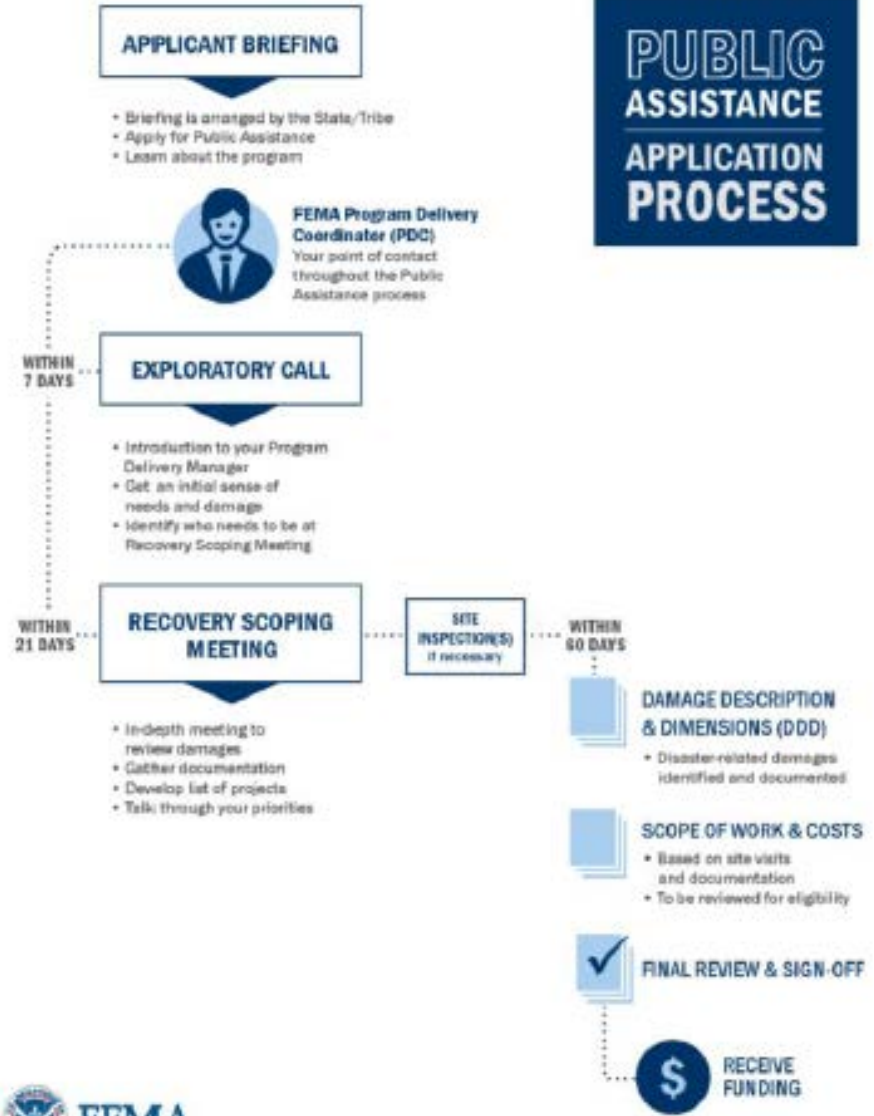 APPLICANT BRIEFING
• Briefing is arranged by the State/Tribe
• Apply for Public Assistance
• Learn about the program
PUBLIC
ASSISTANCE
APPLICATION
PROCESS
FEMA Program Delivery
Coordinator (PDC)
Your point of contact
throughout the Public
Assistance process
WITHIN
7 DAYS
EXPLORATORY CALL
• Introduction to your Program
Delivery Manager
• Get an initial sense of
needs and damage
• Identify who needs to be at
Recovery Scoping Meeting
WITHIN
21 DAYS
RECOVERY SCOPING
MEETING
• In-depth meeting to
review damages
• Gather documentation
• Develop list of projects
• Talk through your priorities
SITE
INSPECTION(S)
if necessary
WITHIN
60 DAYS
DAMAGE DESCRIPTION
& DIMENSIONS (DDD)
• Disaster-related damages
identified and documented
SCOPE OF WORK & COSTS
• Based on site visits
and documentation
• To be reviewed for eligibility
FINAL REVIEW & SIGN-OFF
$
RECEIVE
FUNDING
FEMA